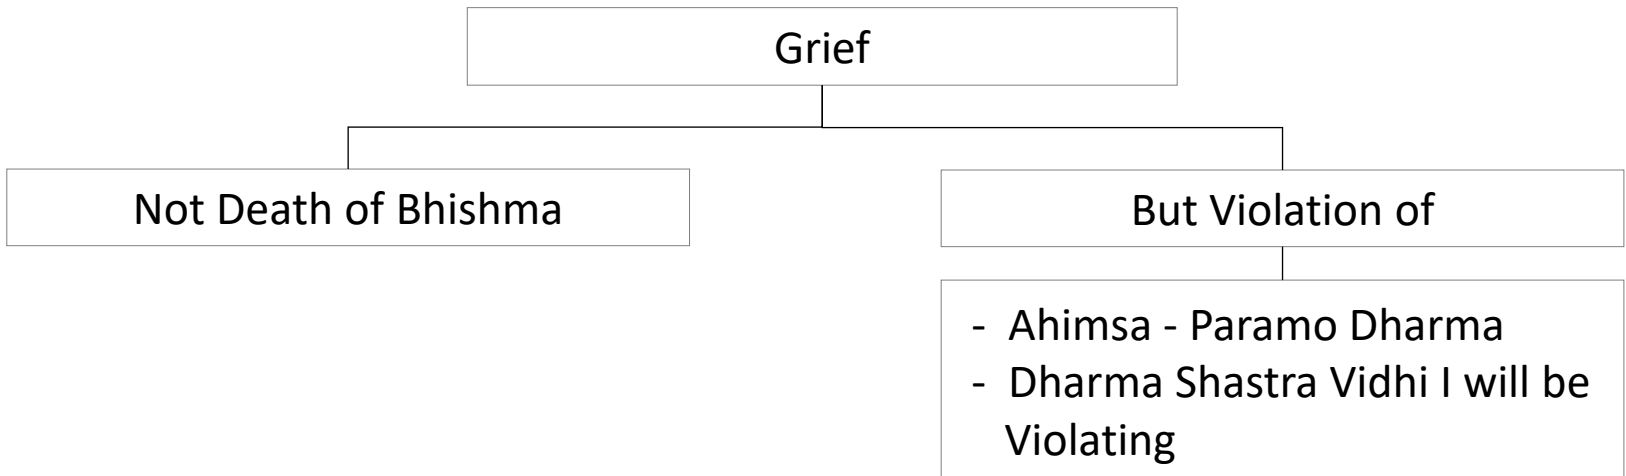 Grief
Not Death of Bhishma
But Violation of
- Ahimsa - Paramo Dharma
- Dharma Shastra Vidhi I will be
Violating